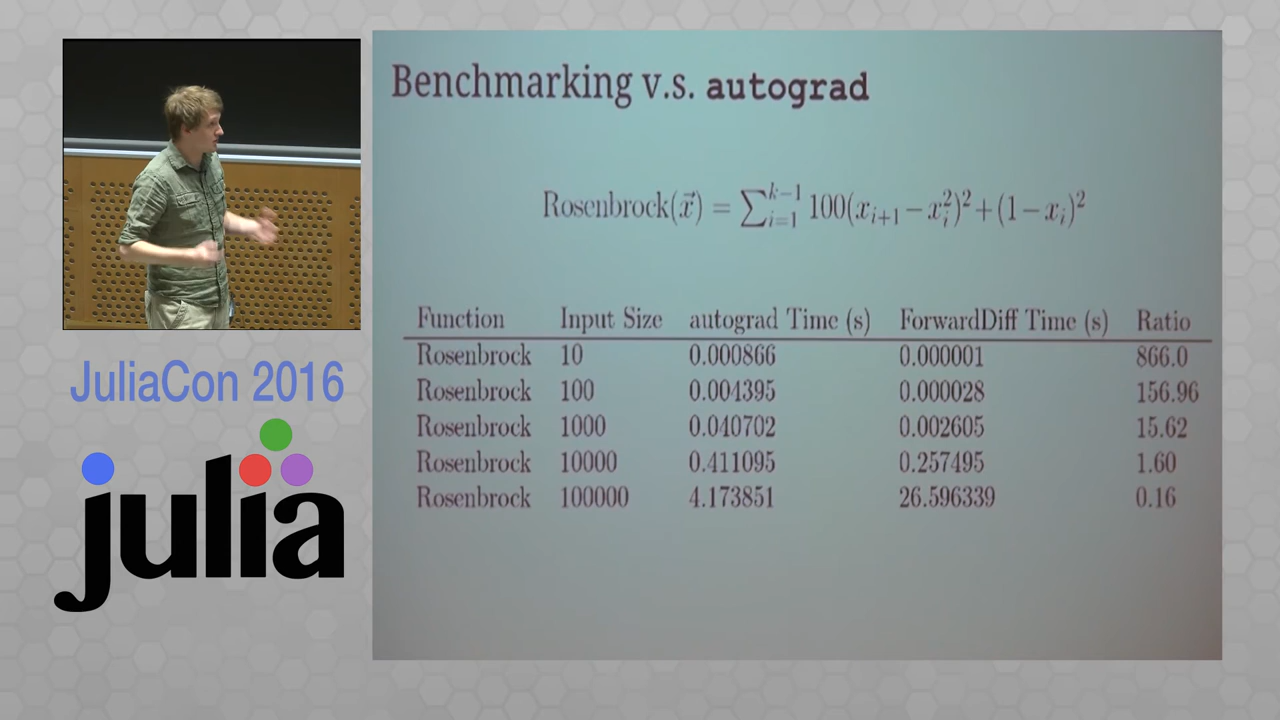 Benchmarking v.s. autograd
Rosenbrock(x⃗) = ∑_{i=1}^{k−1} 100(x_{i+1} − x_i^2)^2 + (1 − x_i)^2
Function Input Size autograd Time (s) ForwardDiff Time (s) Ratio
Rosenbrock 10 0.000866 0.000001 866.0
Rosenbrock 100 0.004395 0.000028 156.96
Rosenbrock 1000 0.040702 0.002605 15.62
Rosenbrock 10000 0.411095 0.257495 1.60
Rosenbrock 100000 4.173851 26.596339 0.16
JuliaCon 2016
julia